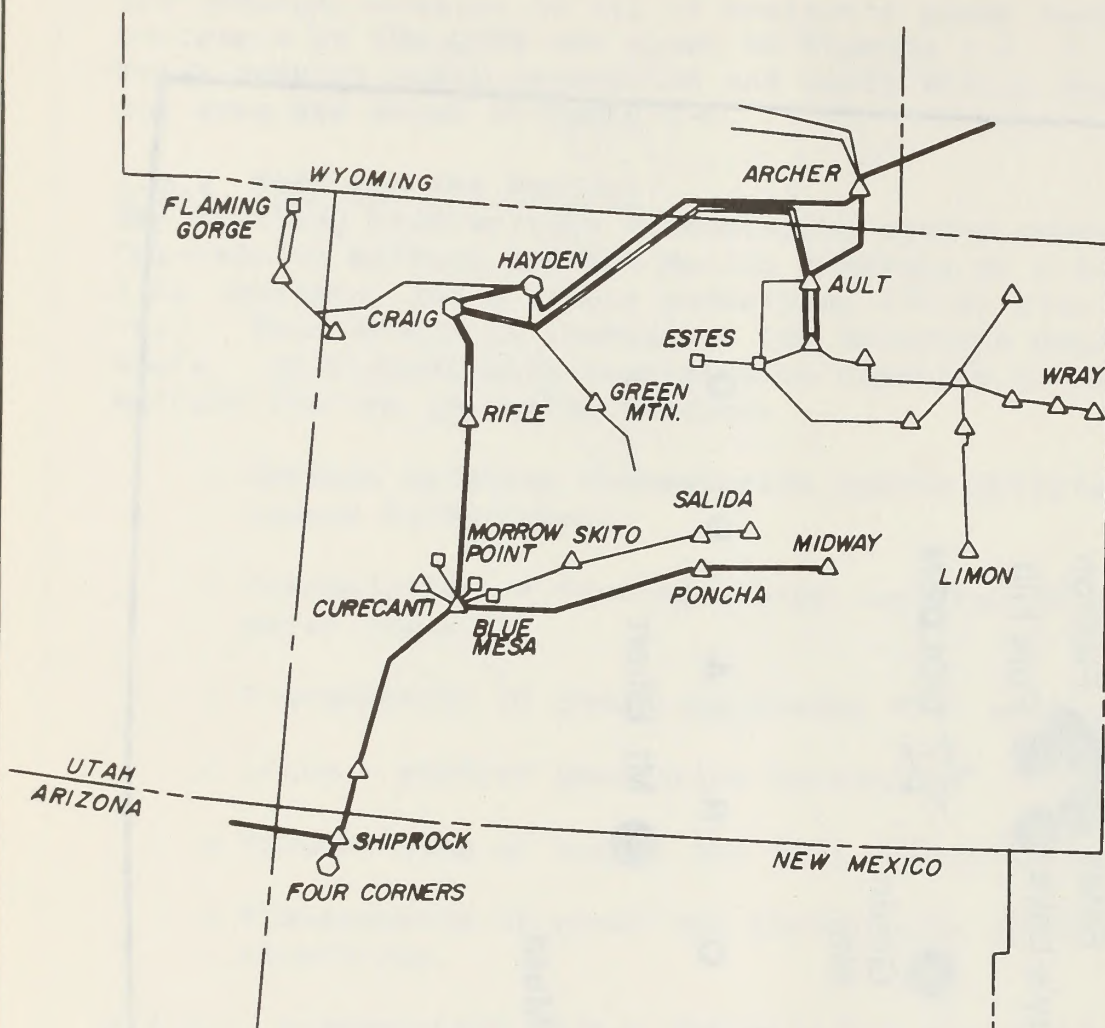 WYOMING
ARCHER
FLAMING
GORGE
HAYDEN
AULT
CRAIG
ESTES
WRAY
GREEN
MTN.
RIFLE
SALIDA
MORROW
POINT
SKITO
MIDWAY
LIMON
PONCHA
CURECANTI
BLUE
MESA
UTAH
ARIZONA
SHIPROCK
NEW MEXICO
FOUR CORNERS